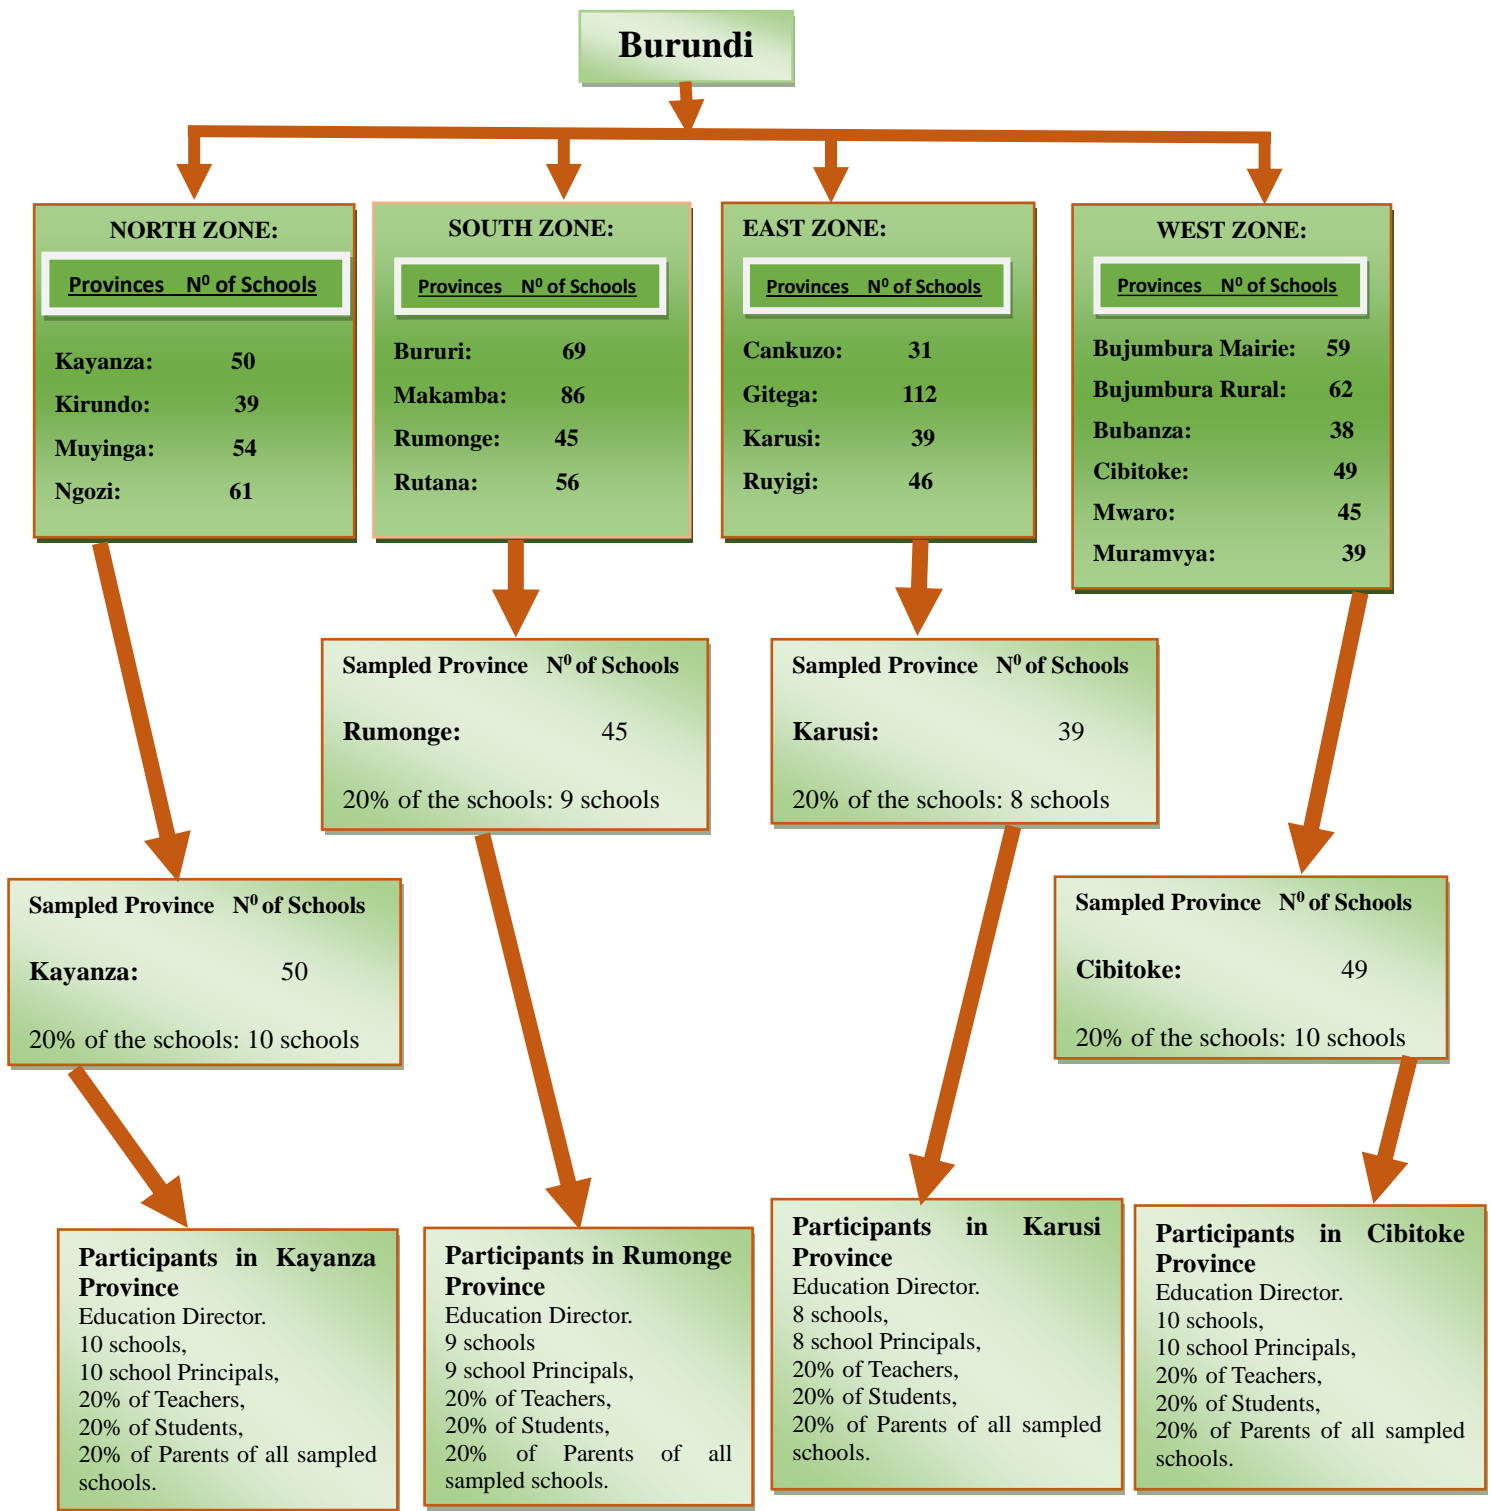 Burundi
NORTH ZONE:
Provinces N⁰ of Schools
Kayanza: 50
Kirundo: 39
Muyinga: 54
Ngozi: 61
SOUTH ZONE:
Provinces N⁰ of Schools
Bururi: 69
Makamba: 86
Rumonge: 45
Rutana: 56
EAST ZONE:
Provinces N⁰ of Schools
Cankuzo: 31
Gitega: 112
Karusi: 39
Ruyigi: 46
WEST ZONE:
Provinces N⁰ of Schools
Bujumbura Mairie: 59
Bujumbura Rural: 62
Bubanza: 38
Cibitoke: 49
Mwaro: 45
Muramvya: 39
Sampled Province N⁰ of Schools
Rumonge: 45
20% of the schools: 9 schools
Sampled Province N⁰ of Schools
Karusi: 39
20% of the schools: 8 schools
Sampled Province N⁰ of Schools
Kayanza: 50
20% of the schools: 10 schools
Sampled Province N⁰ of Schools
Cibitoke: 49
20% of the schools: 10 schools
Participants in Kayanza
Province
Education Director.
10 schools,
10 school Principals,
20% of Teachers,
20% of Students,
20% of Parents of all sampled
schools.
Participants in Rumonge
Province
Education Director.
9 schools
9 school Principals,
20% of Teachers,
20% of Students,
20% of Parents of all
sampled schools.
Participants in Karusi
Province
Education Director.
8 schools,
8 school Principals,
20% of Teachers,
20% of Students,
20% of Parents of all sampled
schools.
Participants in Cibitoke
Province
Education Director.
10 schools,
10 school Principals,
20% of Teachers,
20% of Students,
20% of Parents of all sampled
schools.